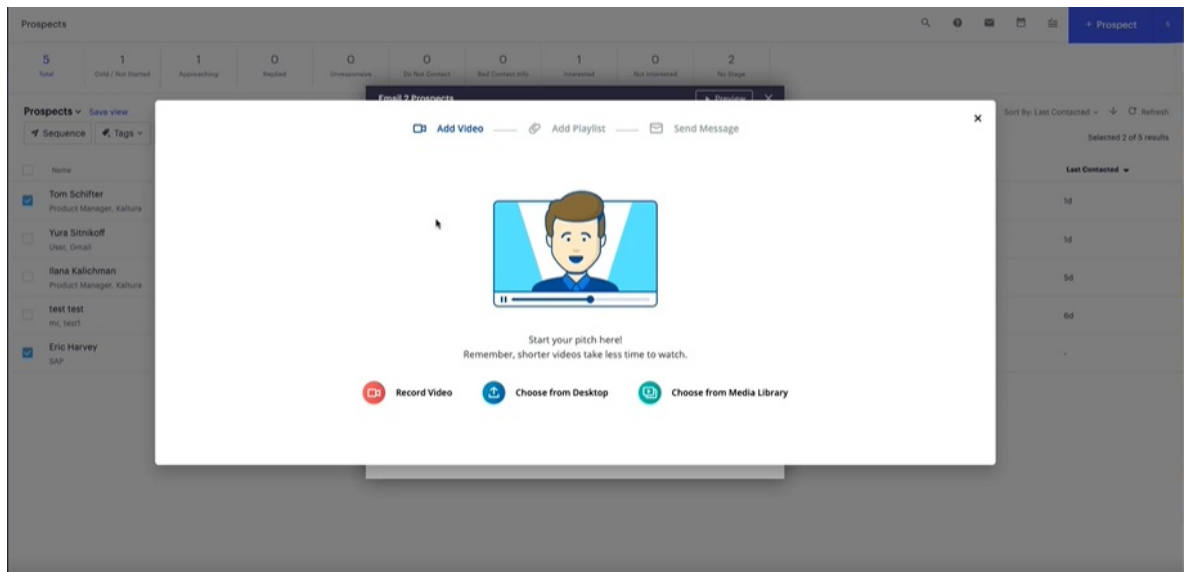 Prospects
+ Prospect
5 1 1 0 0 0 0 1 0 2
Total Cold / Not Started Approaching Replied Unresponsive Do Not Contact Bad Contact Info Interested Not Interested No Stage
Email 2 Prospects Preview
Prospects Save view
Sort By: Last Contacted Refresh
Sequence Tags
Selected 2 of 5 results
Add Video Add Playlist Send Message
Name
Last Contacted
Tom Schifter
Product Manager, Kaltura
1d
Yura Sitnikoff
User, Gmail
1d
Ilana Kalichman
Product Manager, Kaltura
5d
test test
mr, test1
6d
Eric Harvey
SAP
-
Start your pitch here!
Remember, shorter videos take less time to watch.
Record Video Choose from Desktop Choose from Media Library